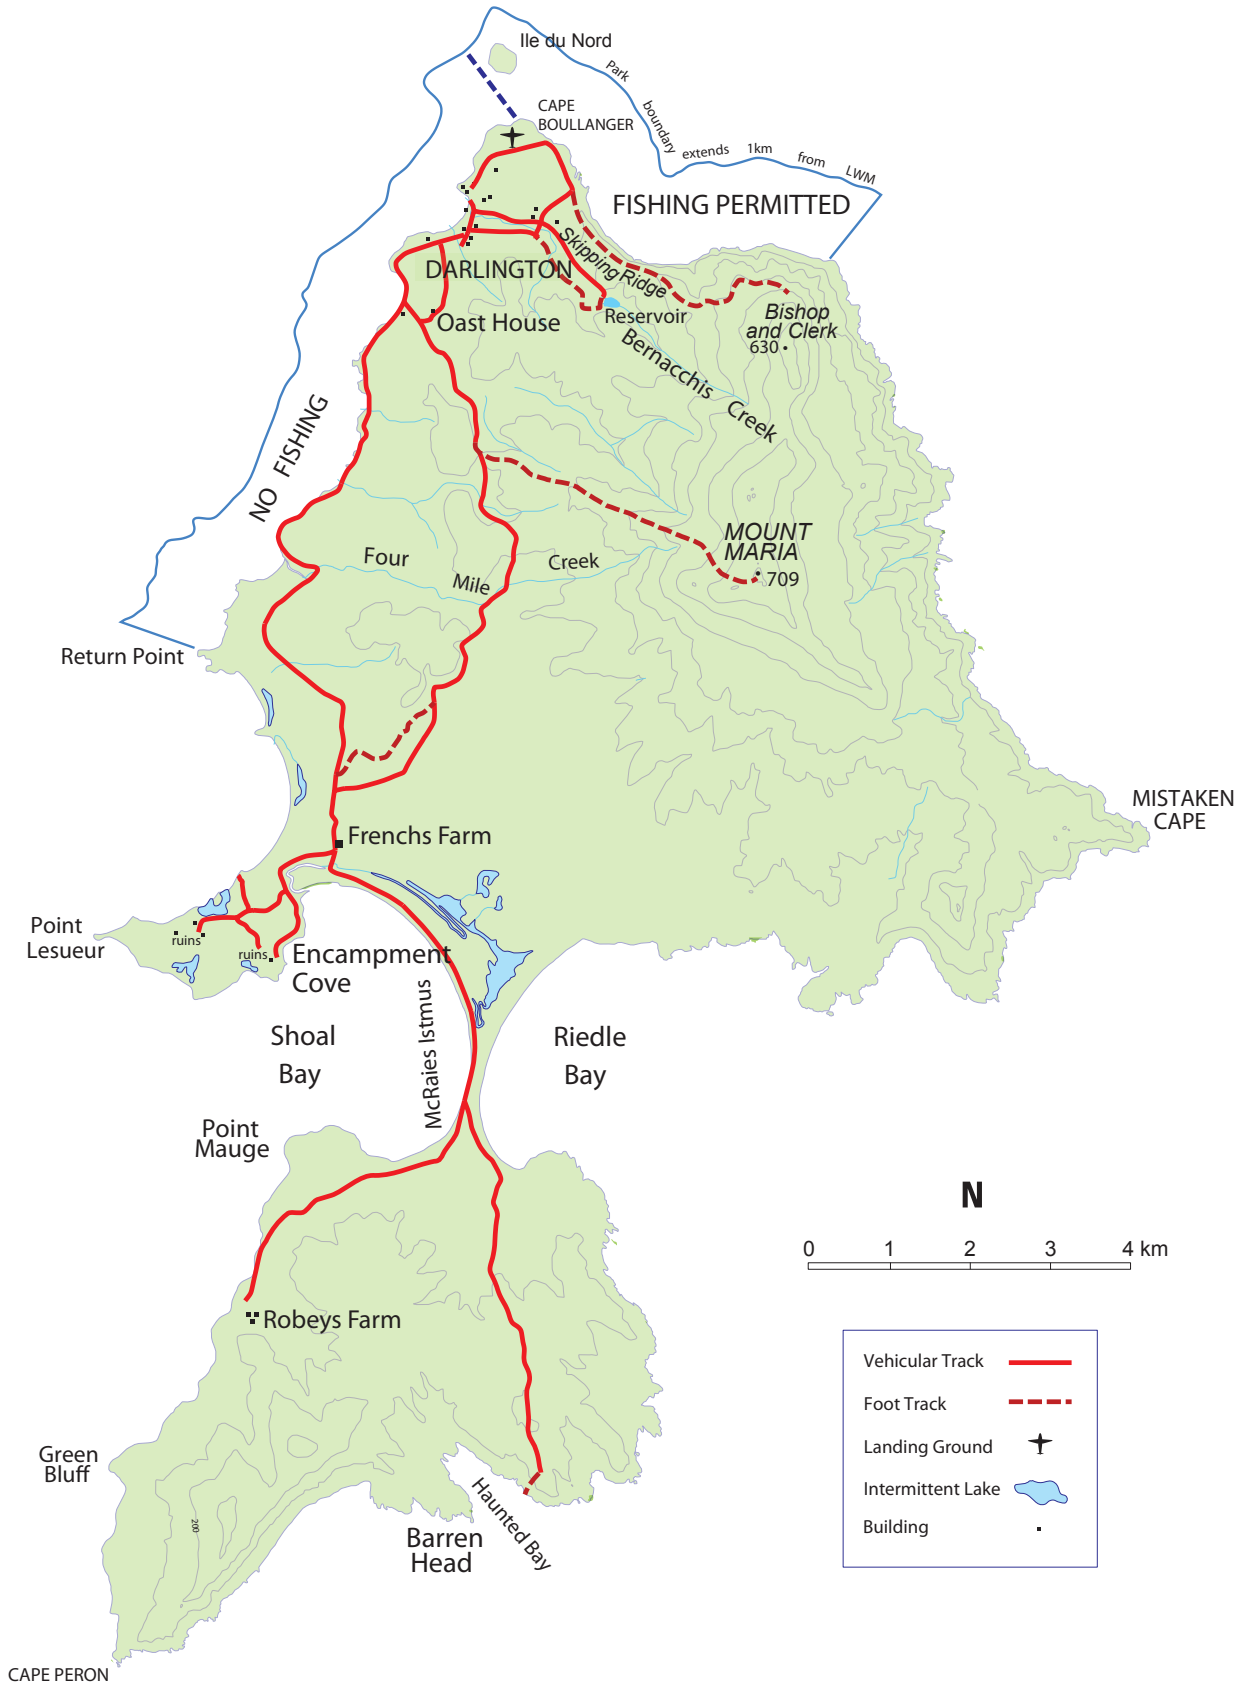 Ile du Nord
Park boundary extends 1km from LWM
CAPE
BOULLANGER
FISHING PERMITTED
Skipping Ridge
DARLINGTON
Bishop
and Clerk
630
Reservoir
Oast House
Bernacchis Creek
NO FISHING
MOUNT
MARIA
709
Four Mile Creek
Return Point
MISTAKEN
CAPE
Frenchs Farm
Point
Lesueur
ruins
ruins
Encampment
Cove
McRaies Istmus
Shoal
Bay
Riedle
Bay
Point
Mauge
N
0 1 2 3 4 km
Robeys Farm
Vehicular Track
Foot Track
Landing Ground
Intermittent Lake
Building
Green
Bluff
200
Haunted Bay
Barren
Head
CAPE PERON